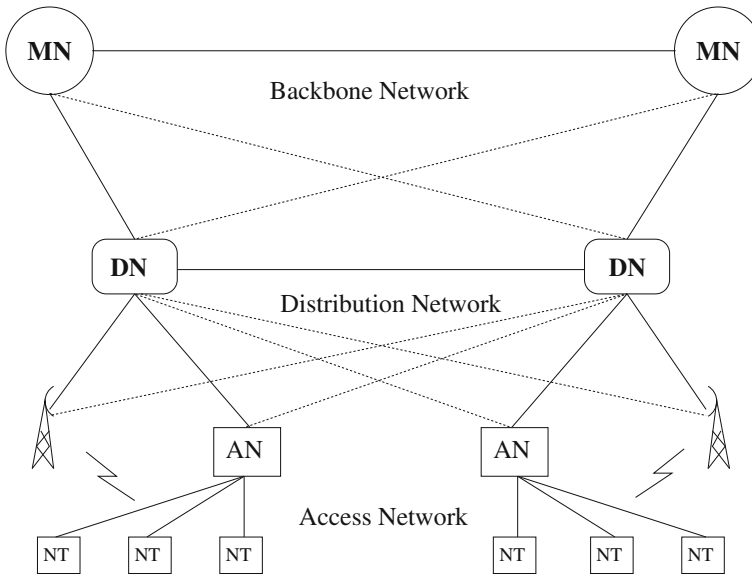 MN MN
Backbone Network
DN DN
Distribution Network
AN AN
Access Network
NT NT NT NT NT NT